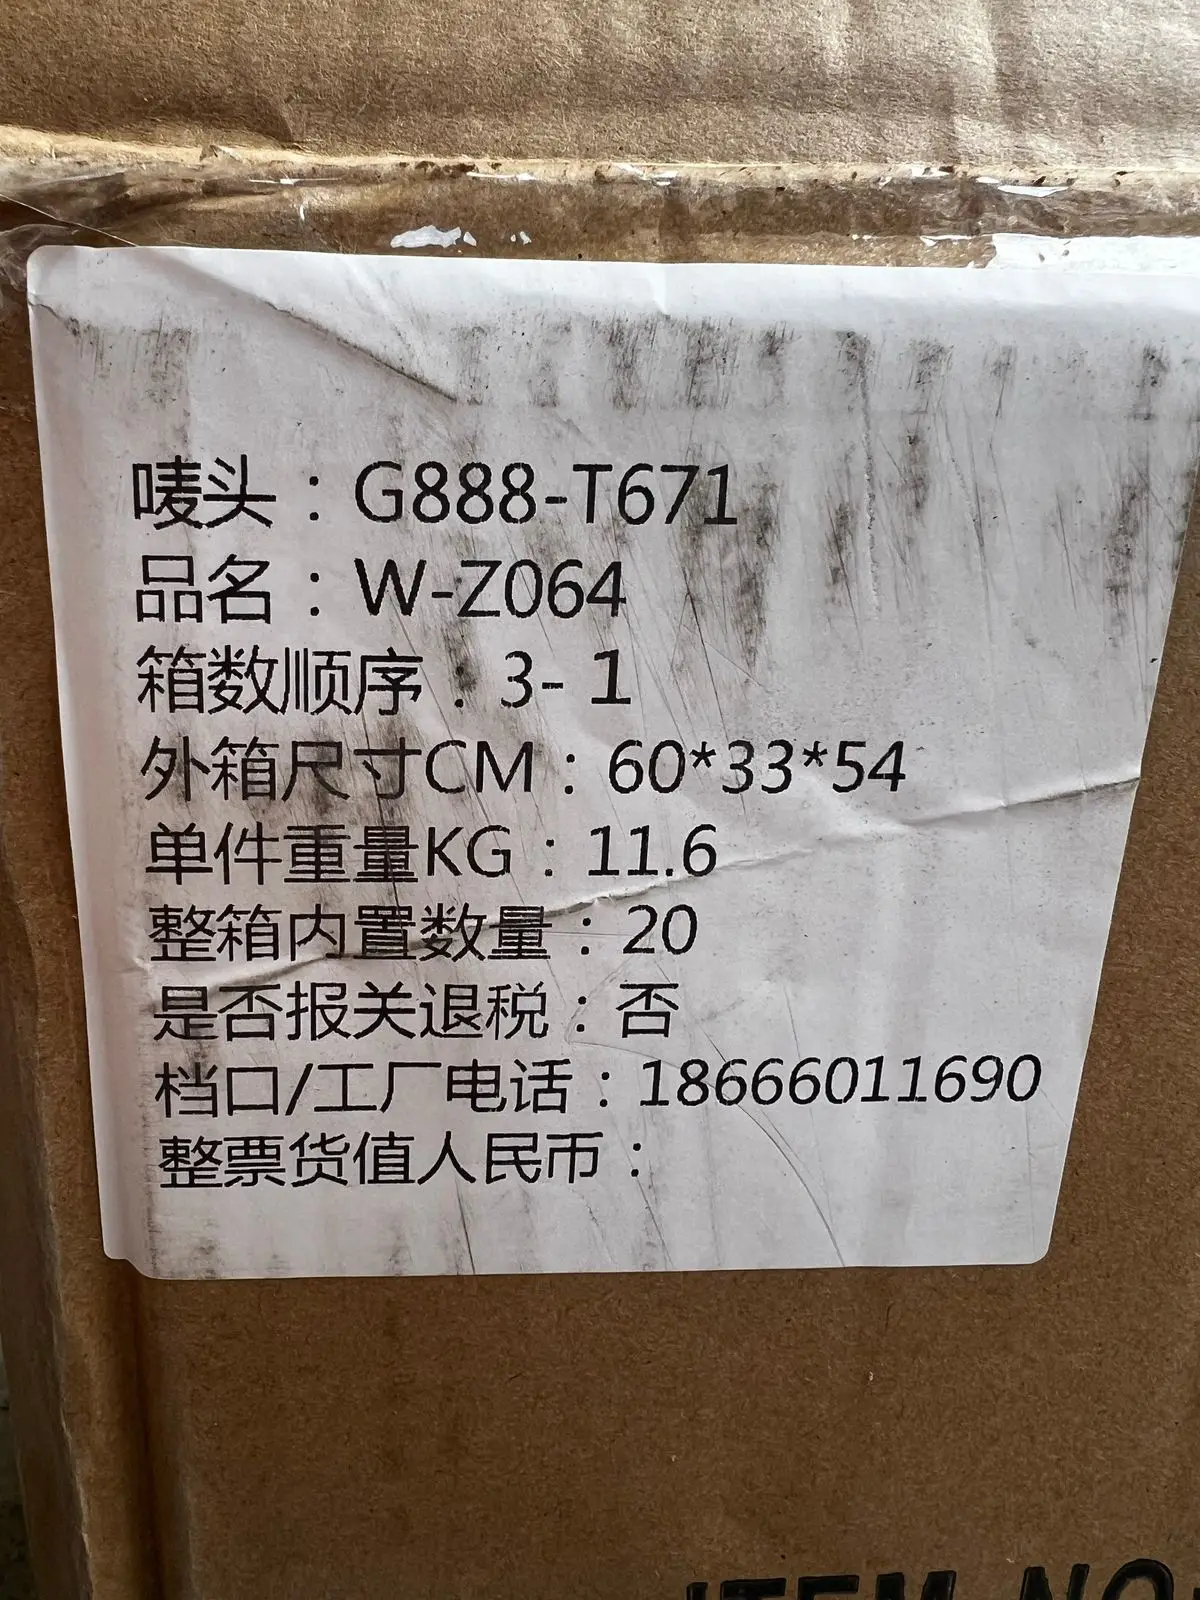 唛头：G888-T671
品名：W-Z064
箱数顺序：3- 1
外箱尺寸CM：60*33*54
单件重量KG：11.6
整箱内置数量：20
是否报关退税：否
档口/工厂电话：18666011690
整票货值人民币：
ITEM NO